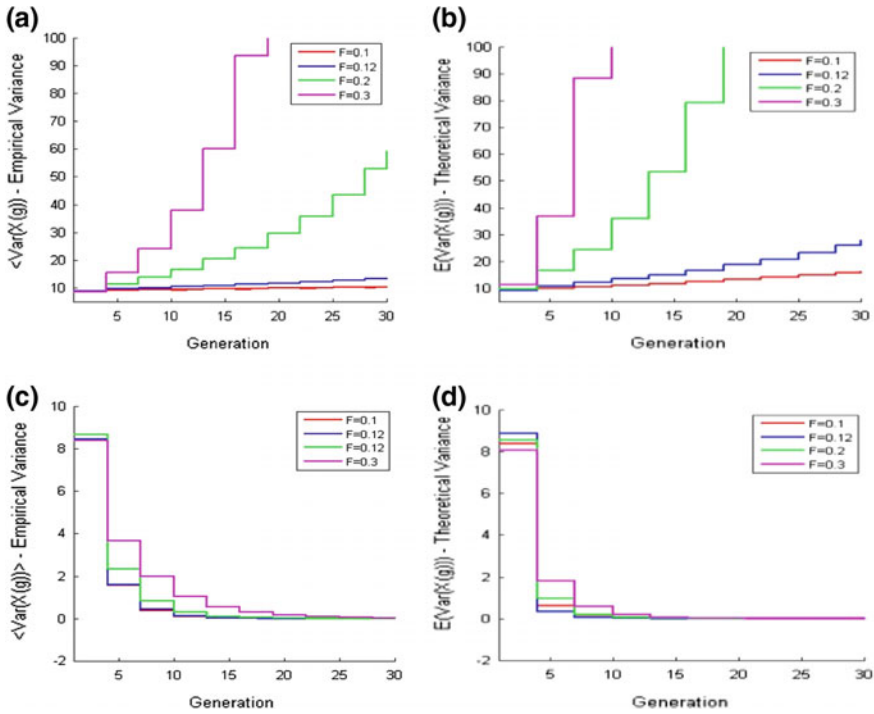 (a)
<Var(X(g)) - Empirical Variance
100
90
80
70
60
50
40
30
20
10
5
10
15
20
25
30
Generation
F=0.1
F=0.12
F=0.2
F=0.3
(b)
E(Var(X(g))) - Theoretical Variance
100
90
80
70
60
50
40
30
20
10
5
10
15
20
25
30
Generation
F=0.1
F=0.12
F=0.2
F=0.3
(c)
<Var(X(g))> - Empirical Variance
10
8
6
4
2
0
-2
5
10
15
20
25
30
Generation
F=0.1
F=0.12
F=0.12
F=0.3
(d)
E(Var(X(g))) - Theoretical Variance
10
8
6
4
2
0
-2
5
10
15
20
25
30
Generation
F=0.1
F=0.12
F=0.2
F=0.3